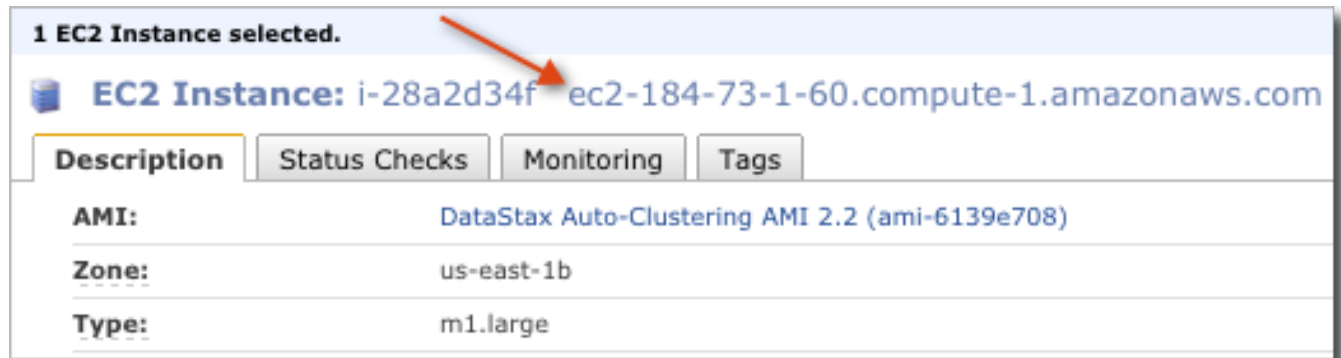 1 EC2 Instance selected.
EC2 Instance: i-28a2d34f ec2-184-73-1-60.compute-1.amazonaws.com
Description Status Checks Monitoring Tags
AMI: DataStax Auto-Clustering AMI 2.2 (ami-6139e708)
Zone: us-east-1b
Type: m1.large